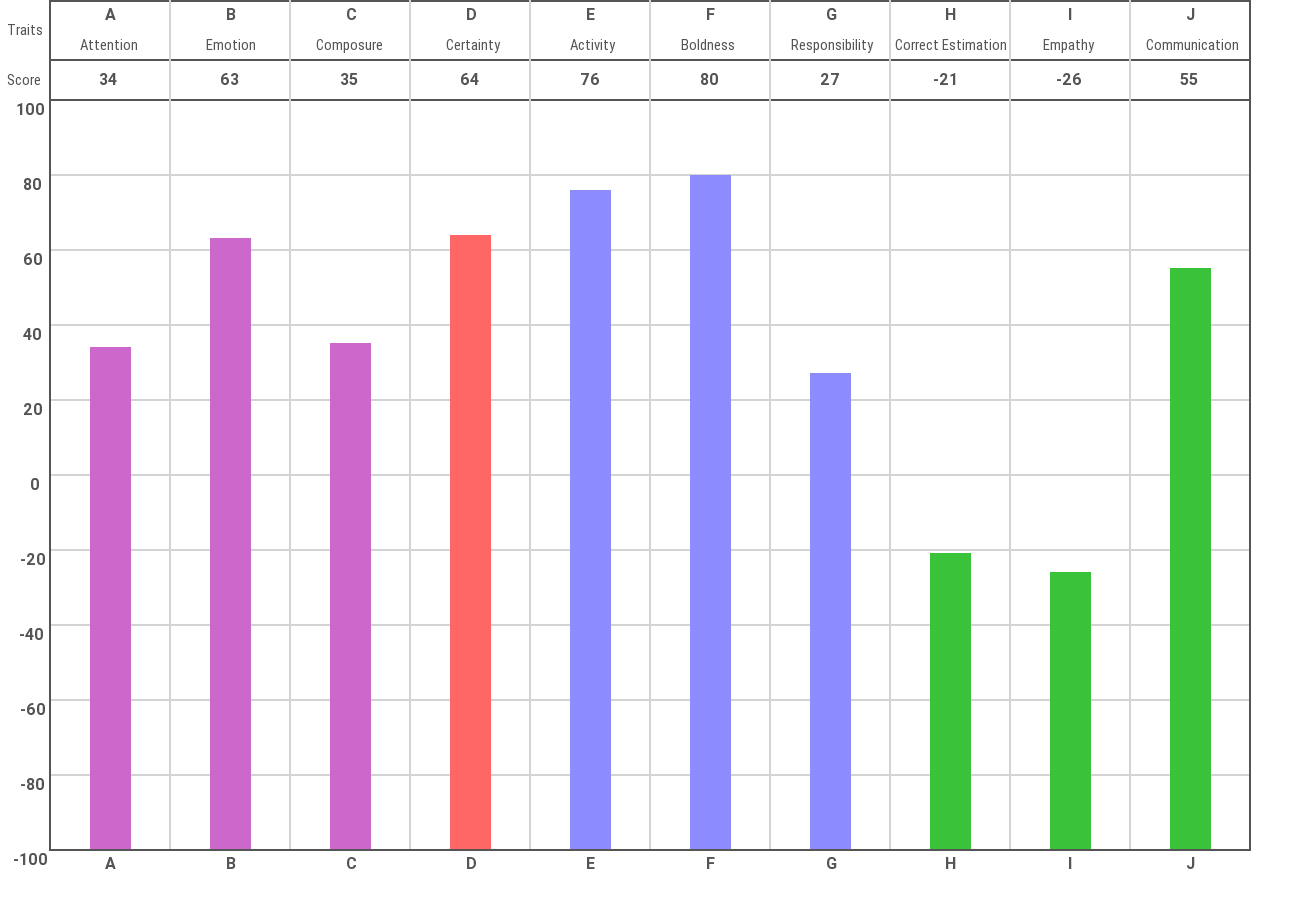 A B C D E F G H I J
Traits
Attention Emotion Composure Certainty Activity Boldness Responsibility Correct Estimation Empathy Communication
Score 34 63 35 64 76 80 27 -21 -26 55
100
80
60
40
20
0
-20
-40
-60
-80
-100
A B C D E F G H I J